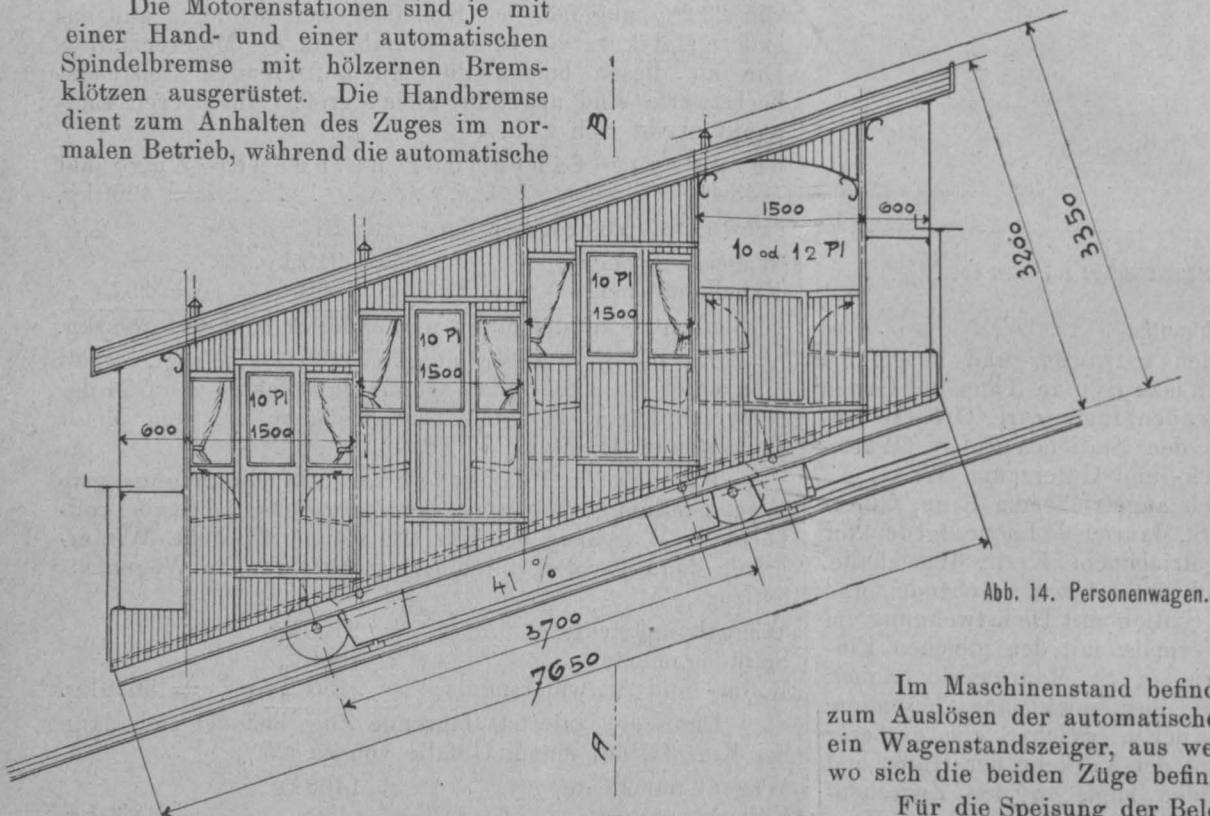 Die Motorenstationen sind je mit
einer Hand- und einer automatischen
Spindelbremse mit hölzernen Brems-
klötzen ausgerüstet. Die Handbremse
dient zum Anhalten des Zuges im nor-
malen Betrieb, während die automatische
B
1500
600
10 od. 12 Pl
3200
3350
10 Pl
1500
10 Pl
1500
10 Pl
1500
600
41 %
3700
7650
A
Abb. 14. Personenwagen.
Im Maschinenstand befind
zum Auslösen der automatische
ein Wagenstandszeiger, aus we
wo sich die beiden Züge befin
Für die Speisung der Bele